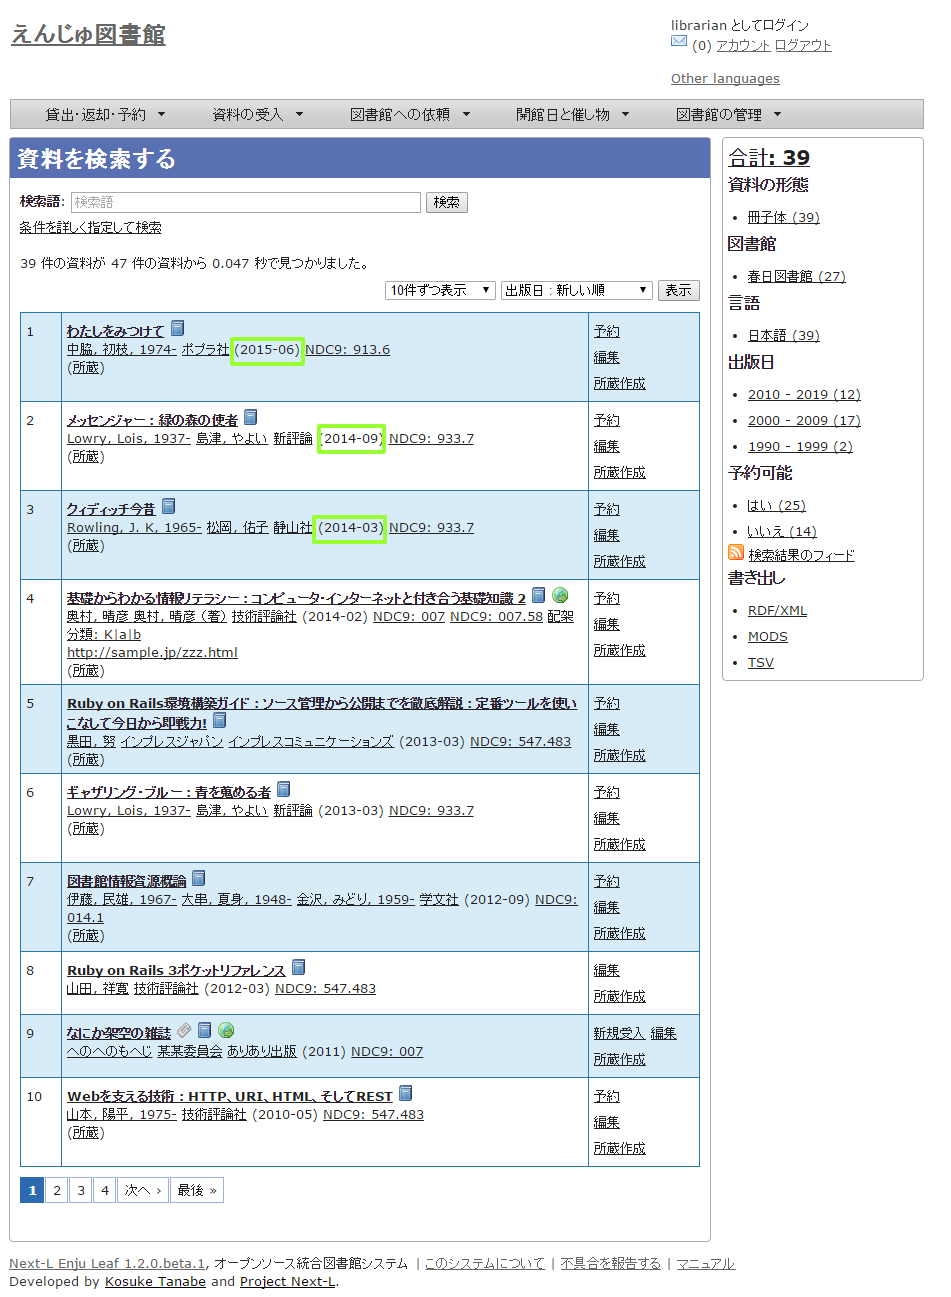 えんじゅ図書館
librarian としてログイン
(0) アカウント ログアウト
Other languages
貸出・返却・予約 ▼ 資料の受入 ▼ 図書館への依頼 ▼ 開館日と催し物 ▼ 図書館の管理 ▼
資料を検索する
検索語: 検索語 検索
条件を詳しく指定して検索
39 件の資料が 47 件の資料から 0.047 秒で見つかりました。
10件ずつ表示 ▼ 出版日 : 新しい順 ▼ 表示
1 わたしをみつけて
中脇, 初枝, 1974- ポプラ社 (2015-06) NDC9: 913.6
(所蔵)
予約
編集
所蔵作成
2 メッセンジャー : 緑の森の使者
Lowry, Lois, 1937- 島津, やよい 新評論 (2014-09) NDC9: 933.7
(所蔵)
予約
編集
所蔵作成
3 クィディッチ今昔
Rowling, J. K, 1965- 松岡, 佑子 静山社 (2014-03) NDC9: 933.7
(所蔵)
予約
編集
所蔵作成
4 基礎からわかる情報リテラシー : コンピュータ・インターネットと付き合う基礎知識 2
奥村, 晴彦 奥村, 晴彦 (著) 技術評論社 (2014-02) NDC9: 007 NDC9: 007.58 配架
分類: K|a|b
http://sample.jp/zzz.html
(所蔵)
予約
編集
所蔵作成
5 Ruby on Rails環境構築ガイド : ソース管理から公開までを徹底解説 : 定番ツールを使い
こなして今日から即戦力!
黒田, 努 インプレスジャパン インプレスコミュニケーションズ (2013-03) NDC9: 547.483
(所蔵)
予約
編集
所蔵作成
6 ギャザリング・ブルー : 青を蒐める者
Lowry, Lois, 1937- 島津, やよい 新評論 (2013-03) NDC9: 933.7
(所蔵)
予約
編集
所蔵作成
7 図書館情報資源概論
伊藤, 民雄, 1967- 大串, 夏身, 1948- 金沢, みどり, 1959- 学文社 (2012-09) NDC9:
014.1
(所蔵)
予約
編集
所蔵作成
8 Ruby on Rails 3ポケットリファレンス
山田, 祥寛 技術評論社 (2012-03) NDC9: 547.483
編集
所蔵作成
9 なにか架空の雑誌
へのへのもへじ 某某委員会 ありあり出版 (2011) NDC9: 007
新規受入 編集
所蔵作成
10 Webを支える技術 : HTTP、URI、HTML、そしてREST
山本, 陽平, 1975- 技術評論社 (2010-05) NDC9: 547.483
(所蔵)
予約
編集
所蔵作成
1 2 3 4 次へ › 最後 »
合計: 39
資料の形態
冊子体 (39)
図書館
春日図書館 (27)
言語
日本語 (39)
出版日
2010 - 2019 (12)
2000 - 2009 (17)
1990 - 1999 (2)
予約可能
はい (25)
いいえ (14)
検索結果のフィード
書き出し
RDF/XML
MODS
TSV
Next-L Enju Leaf 1.2.0.beta.1, オープンソース統合図書館システム | このシステムについて | 不具合を報告する | マニュアル
Developed by Kosuke Tanabe and Project Next-L.